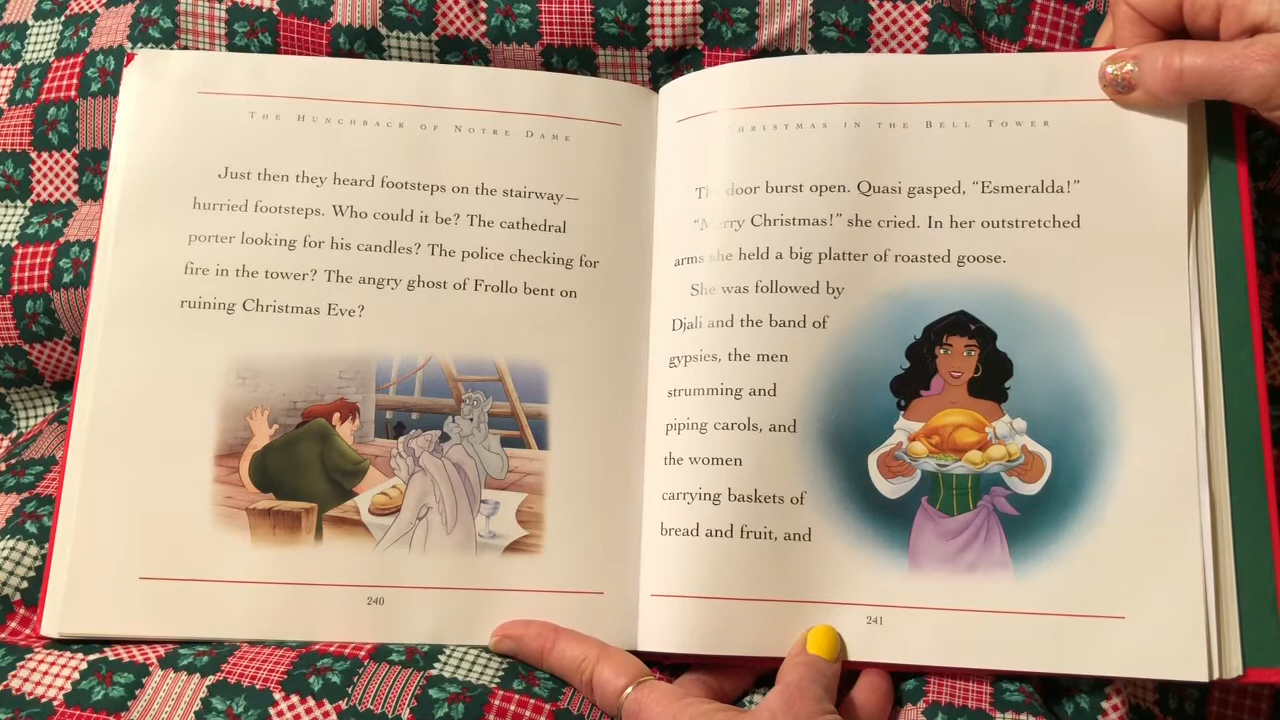 The Hunchback of Notre Dame
Just then they heard footsteps on the stairway—
hurried footsteps. Who could it be? The cathedral
porter looking for his candles? The police checking for
fire in the tower? The angry ghost of Frollo bent on
ruining Christmas Eve?
240
Christmas in the Bell Tower
The door burst open. Quasi gasped, “Esmeralda!”
“Merry Christmas!” she cried. In her outstretched
arms she held a big platter of roasted goose.
She was followed by
Djali and the band of
gypsies, the men
strumming and
piping carols, and
the women
carrying baskets of
bread and fruit, and
241